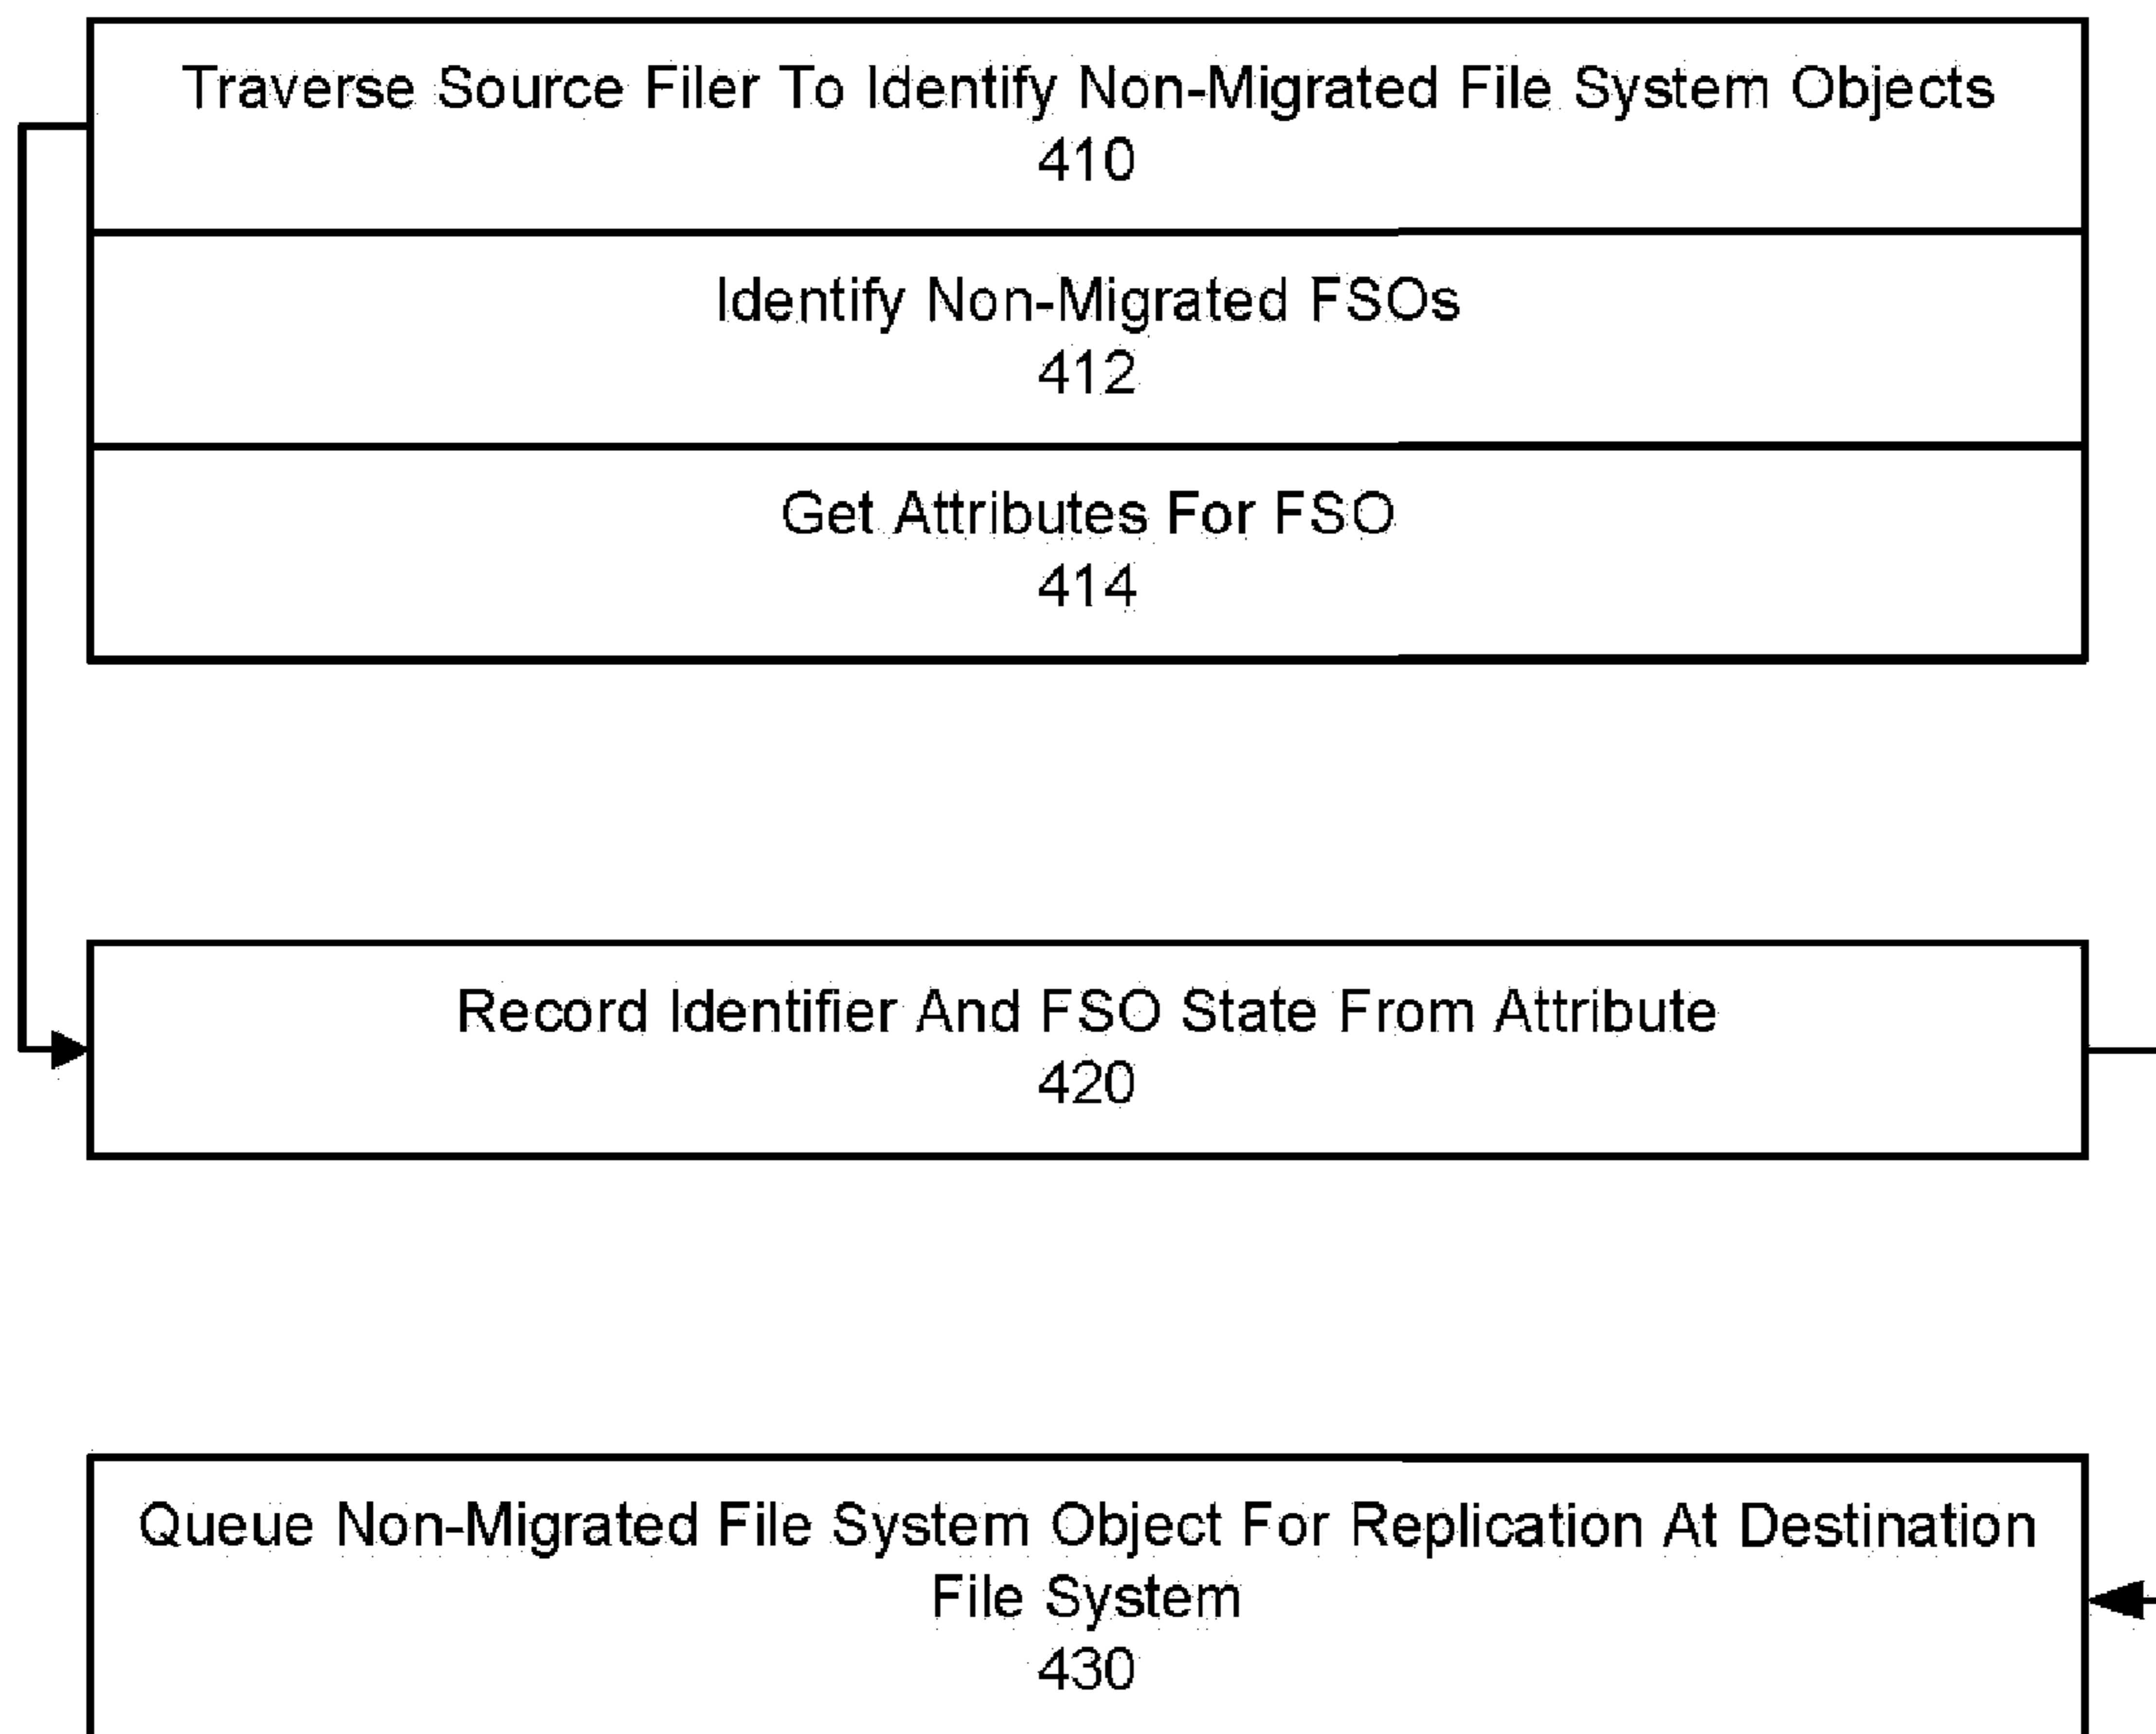 Traverse Source Filer To Identify Non-Migrated File System Objects
410
Identify Non-Migrated FSOs
412
Get Attributes For FSO
414
Record Identifier And FSO State From Attribute
420
Queue Non-Migrated File System Object For Replication At Destination
File System
430